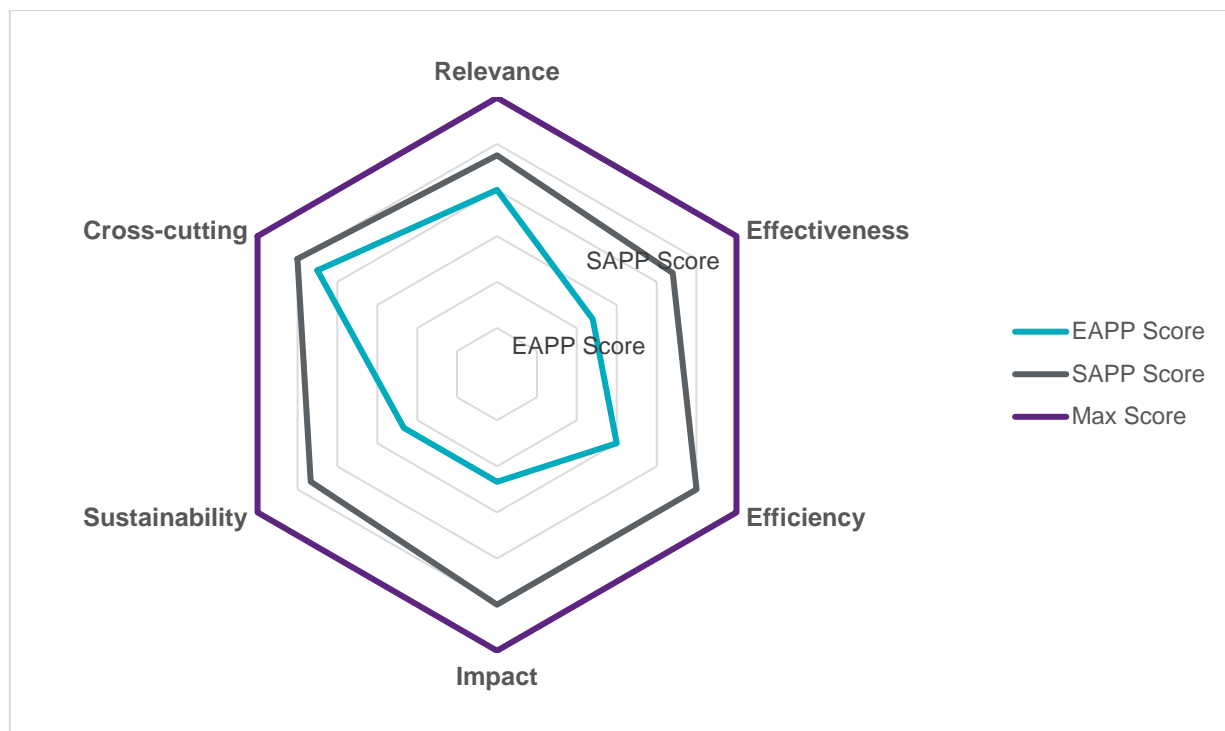 Relevance
Cross-cutting
Effectiveness
SAPP Score
EAPP Score
EAPP Score
SAPP Score
Max Score
Sustainability
Efficiency
Impact